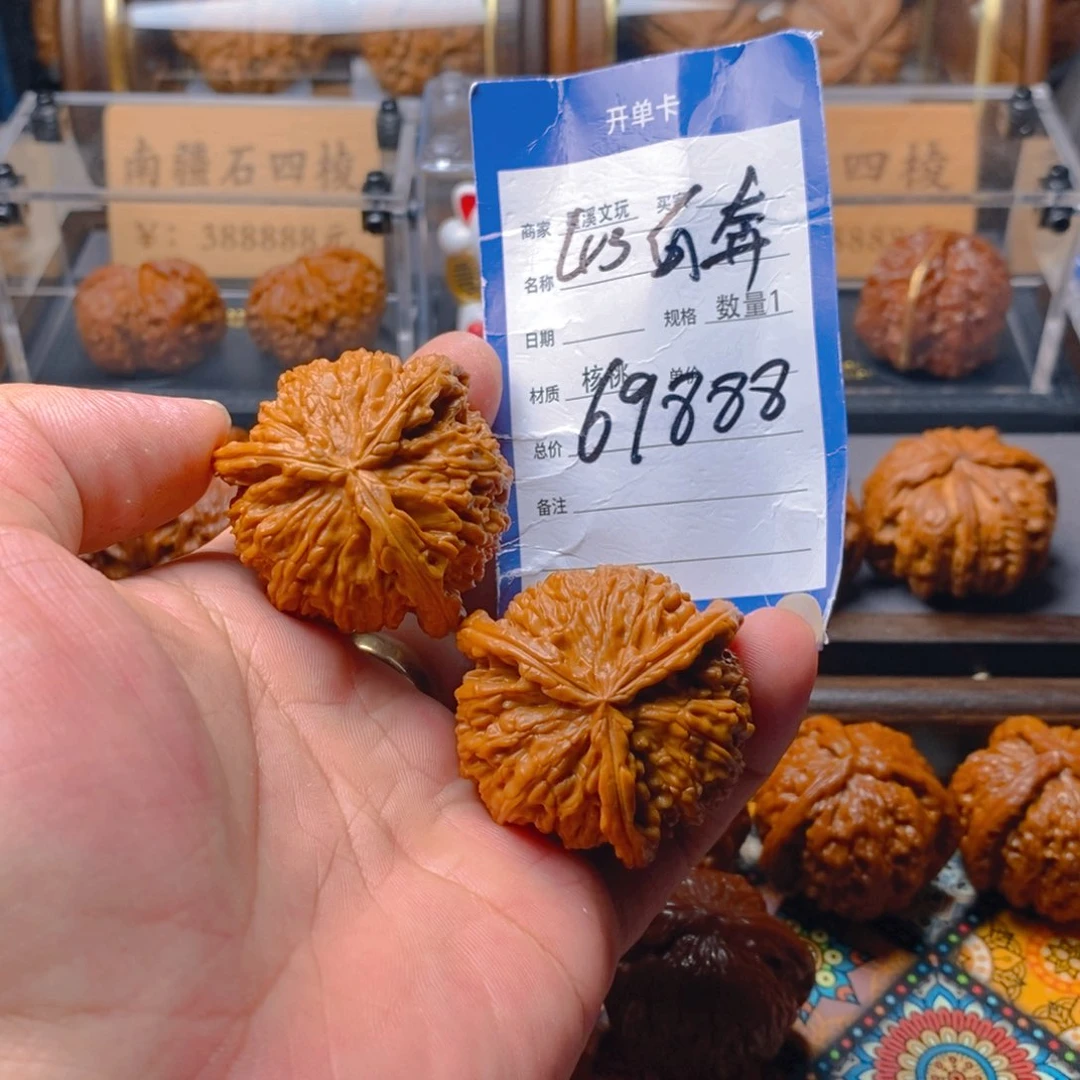 开单卡
南疆石四棱
¥ 388888元
四棱
商家 溪文玩 买家
名称
奔
日期 规格 数量1
材质 核桃 单价
69888
总价
备注